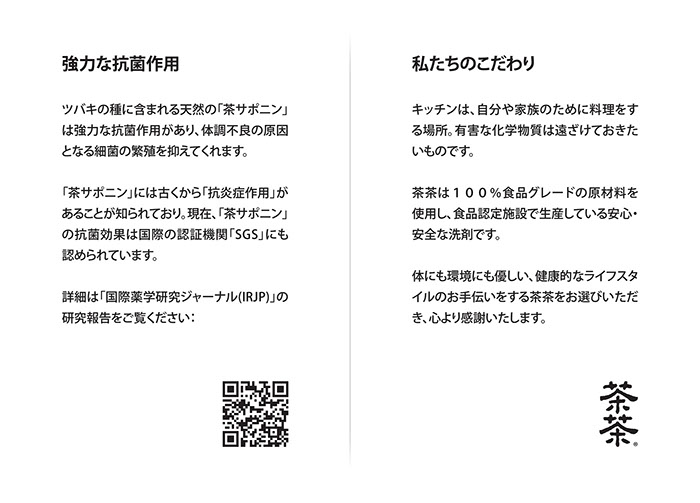 強力な抗菌作用
ツバキの種に含まれる天然の「茶サポニン」
は強力な抗菌作用があり、体調不良の原因
となる細菌の繁殖を抑えてくれます。
「茶サポニン」には古くから「抗炎症作用」が
あることが知られており。現在、「茶サポニン」
の抗菌効果は国際の認証機関「SGS」にも
認められています。
詳細は「国際薬学研究ジャーナル(IRJP)」の
研究報告をご覧ください：
私たちのこだわり
キッチンは、自分や家族のために料理をす
る場所。有害な化学物質は遠ざけておきた
いものです。
茶茶は１００％食品グレードの原材料を
使用し、食品認定施設で生産している安心・
安全な洗剤です。
体にも環境にも優しい、健康的なライフスタ
イルのお手伝いをする茶茶をお選びいただ
き、心より感謝いたします。
茶
茶®